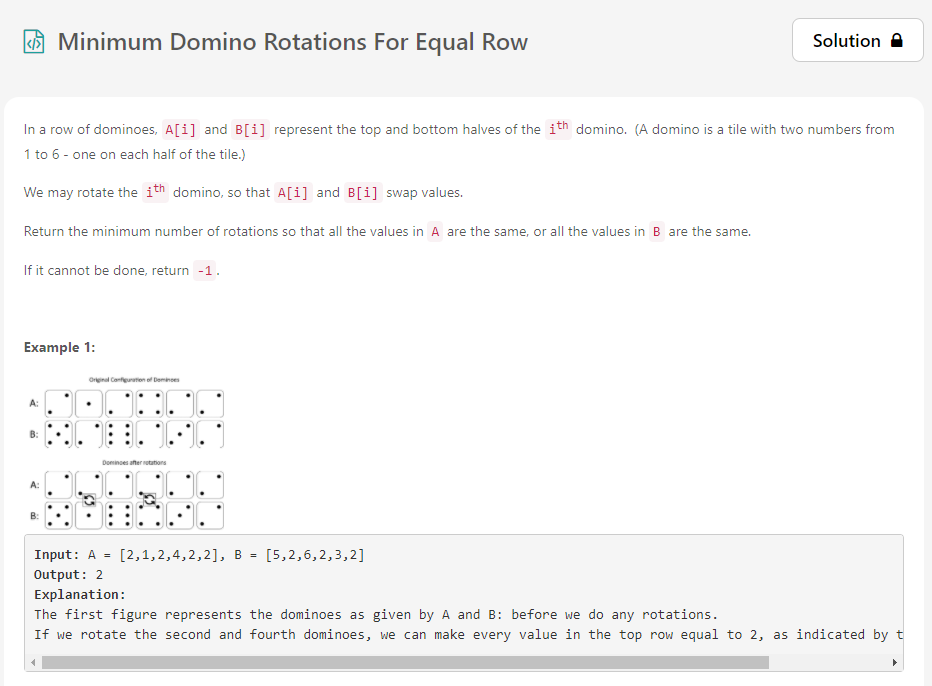 Minimum Domino Rotations For Equal Row
Solution
In a row of dominoes, A[i] and B[i] represent the top and bottom halves of the ith domino. (A domino is a tile with two numbers from
1 to 6 - one on each half of the tile.)
We may rotate the ith domino, so that A[i] and B[i] swap values.
Return the minimum number of rotations so that all the values in A are the same, or all the values in B are the same.
If it cannot be done, return -1.
Example 1:
Original Configuration of Dominoes
A:
B:
Dominoes after rotations
A:
B:
Input: A = [2,1,2,4,2,2], B = [5,2,6,2,3,2]
Output: 2
Explanation:
The first figure represents the dominoes as given by A and B: before we do any rotations.
If we rotate the second and fourth dominoes, we can make every value in the top row equal to 2, as indicated by t